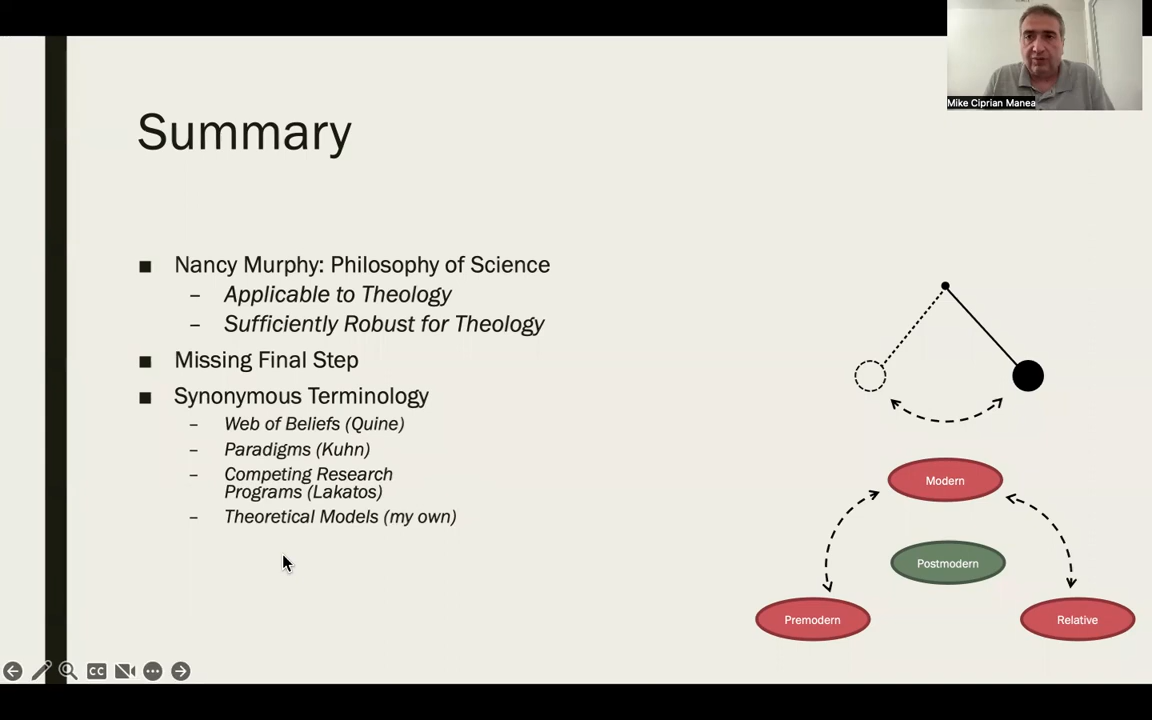 Mike Ciprian Manea
Summary
■ Nancy Murphy: Philosophy of Science
– Applicable to Theology
– Sufficiently Robust for Theology
■ Missing Final Step
■ Synonymous Terminology
– Web of Beliefs (Quine)
– Paradigms (Kuhn)
– Competing Research
Programs (Lakatos)
– Theoretical Models (my own)
Modern
Postmodern
Premodern
Relative
CC